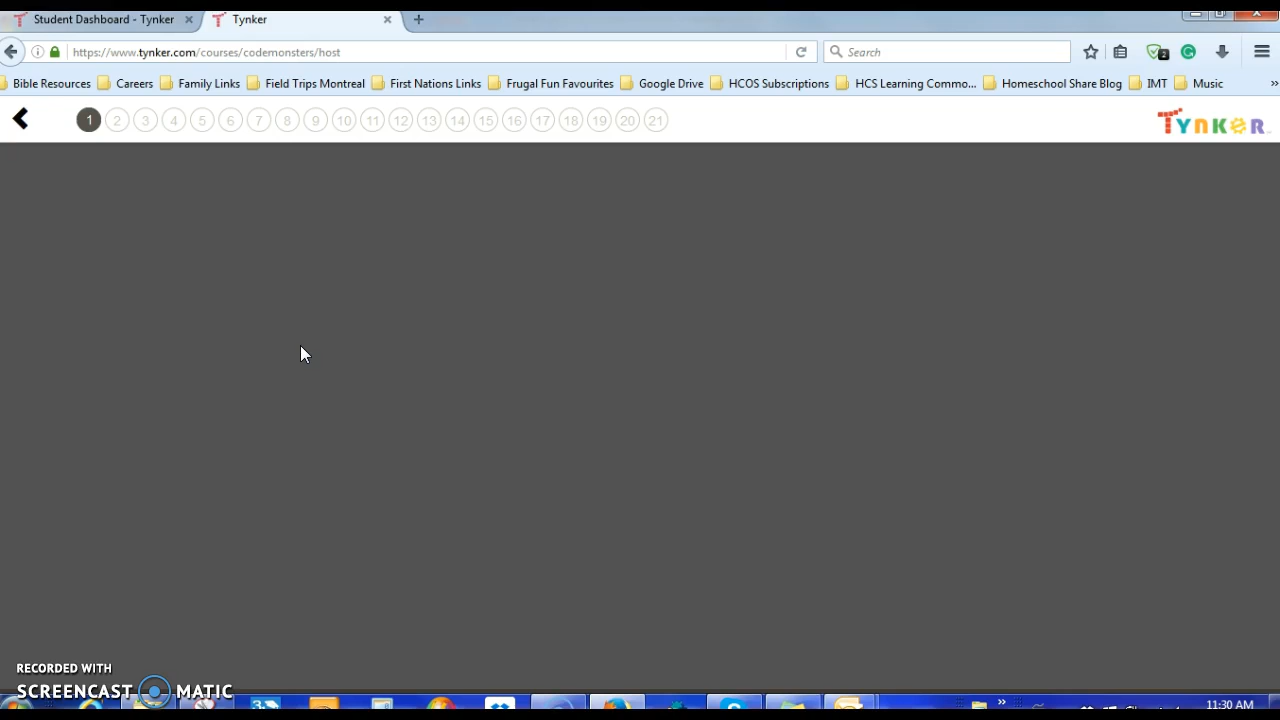 Student Dashboard - Tynker
Tynker
https://www.tynker.com/courses/codemonsters/host
Search
Bible Resources Careers Family Links Field Trips Montreal First Nations Links Frugal Fun Favourites Google Drive HCOS Subscriptions HCS Learning Commo... Homeschool Share Blog IMT Music
1 2 3 4 5 6 7 8 9 10 11 12 13 14 15 16 17 18 19 20 21
TYNKER
RECORDED WITH
SCREENCAST MATIC
11:30 AM